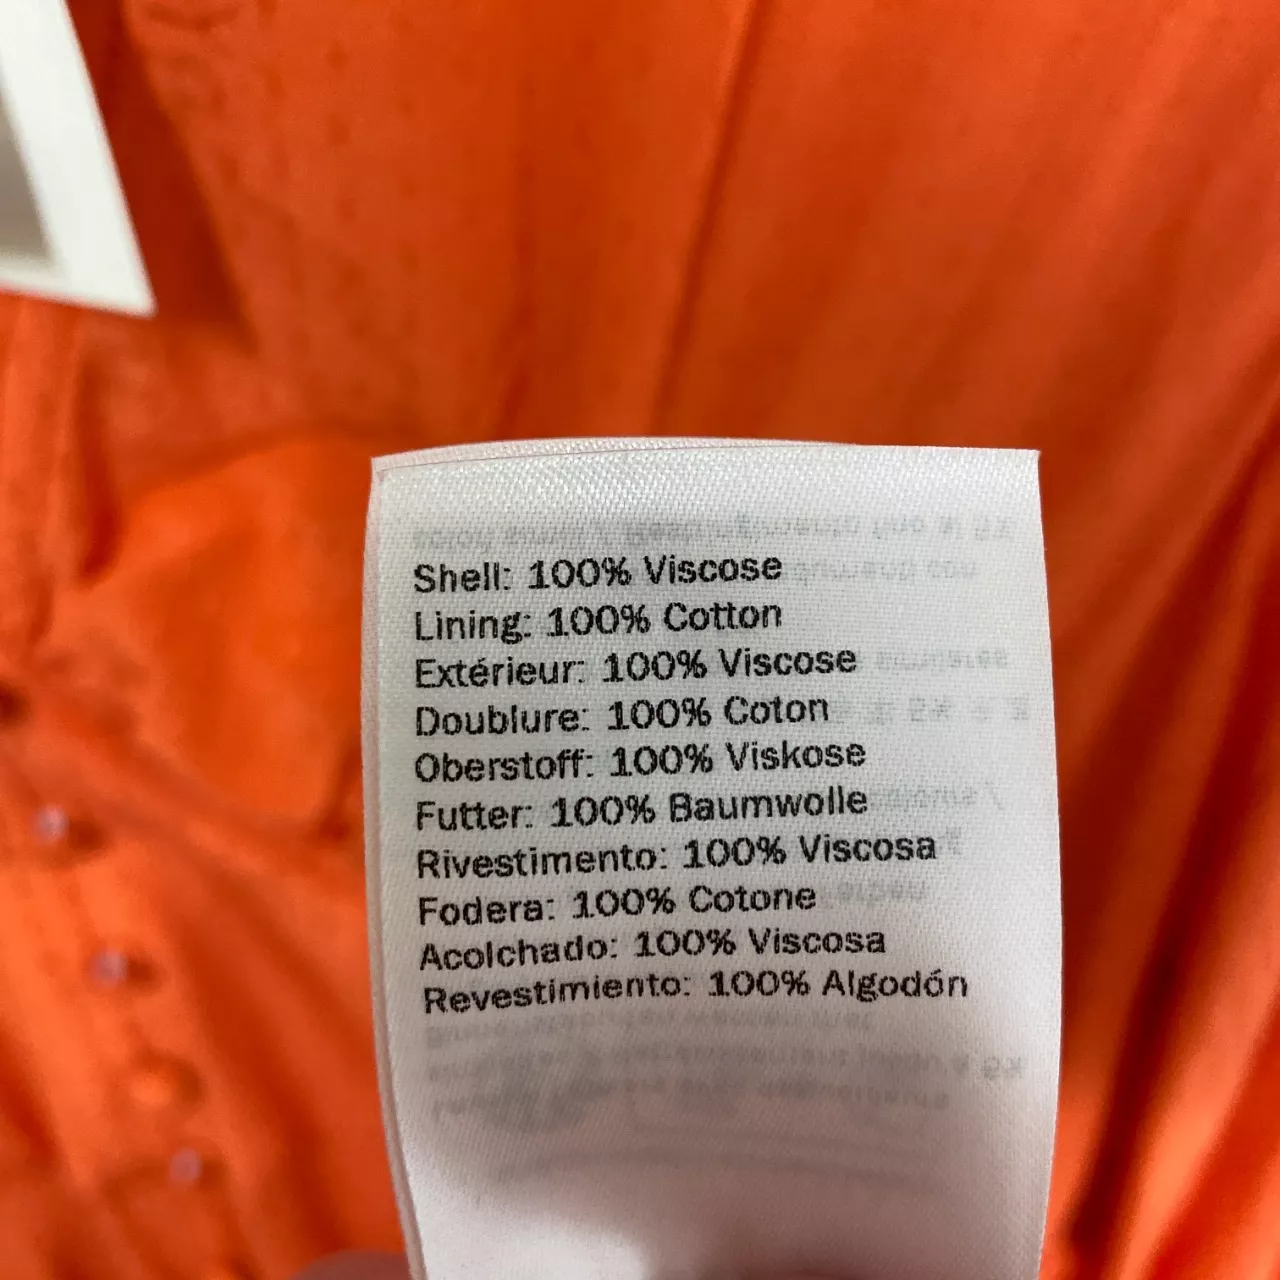 Shell: 100% Viscose
Lining: 100% Cotton
Extérieur: 100% Viscose
Doublure: 100% Coton
Oberstoff: 100% Viskose
Futter: 100% Baumwolle
Rivestimento: 100% Viscosa
Fodera: 100% Cotone
Acolchado: 100% Viscosa
Revestimiento: 100% Algodón